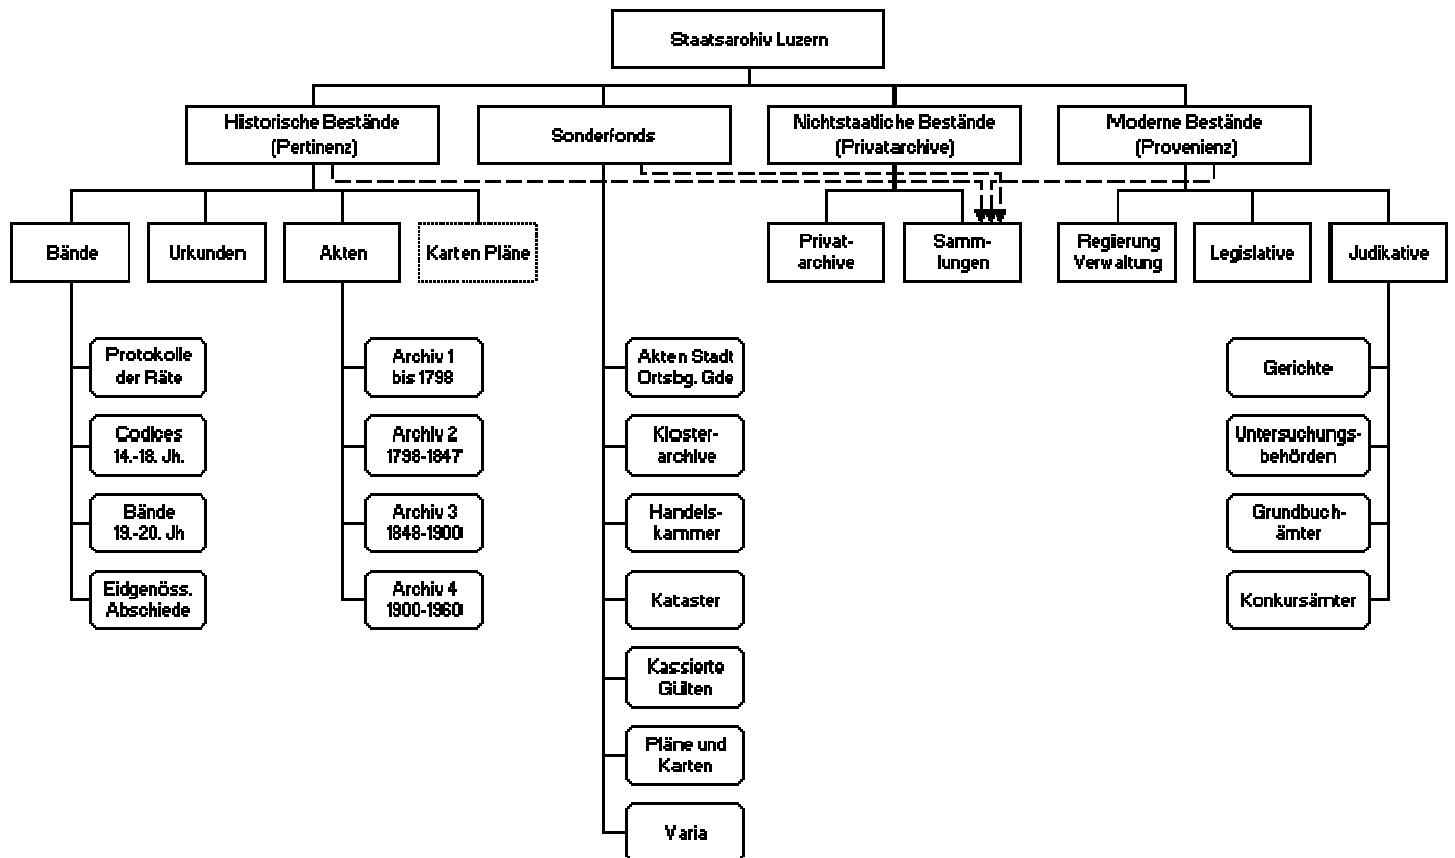 Staatsarchiv Luzern
Historische Bestände
(Pertinenz)
Sonderfonds
Nichtstaatliche Bestände
(Privatarchive)
Moderne Bestände
(Provenienz)
Bände
Urkunden
Akten
Karten Pläne
Privat-
archive
Samm-
lungen
Regierung
Verwaltung
Legislative
Judikative
Protokolle
der Räte
Codices
14.-18. Jh.
Bände
19.-20. Jh
Eidgenöss.
Abschiede
Archiv 1
bis 1798
Archiv 2
1798-1847
Archiv 3
1848-1900
Archiv 4
1900-1960
Akten Stadt
Ortsbg. Gde
Kloster-
archive
Handels-
kammer
Kataster
Kassierte
Gülten
Pläne und
Karten
Varia
Gerichte
Untersuchungs-
behörden
Grundbuch-
ämter
Konkursämter